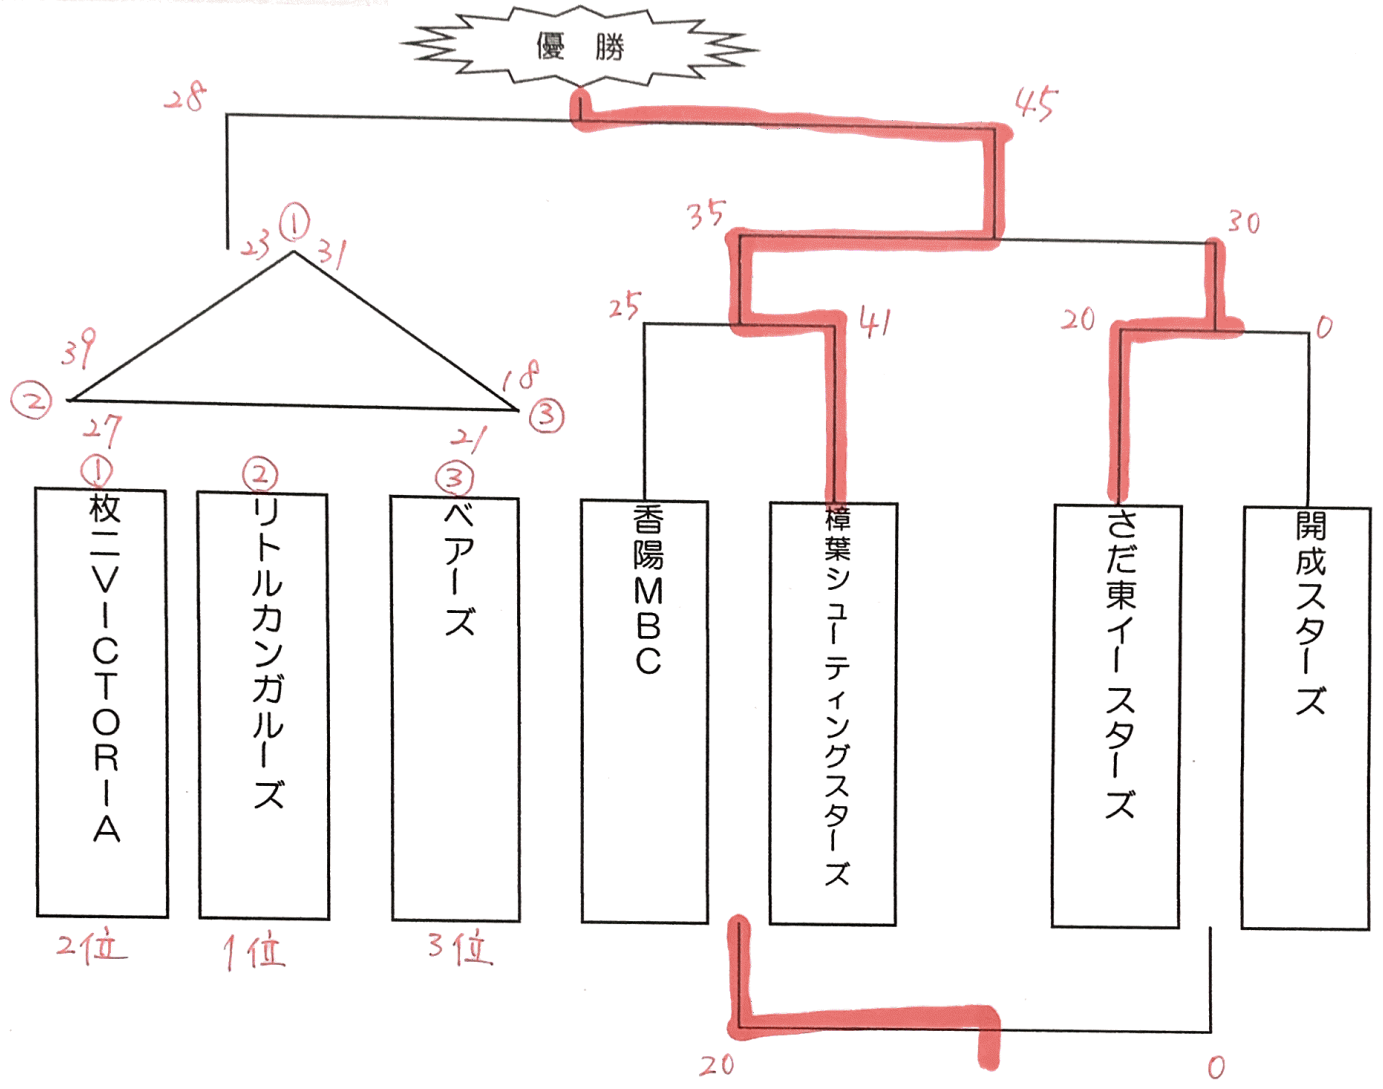 優勝
28
45
①
35
30
23
31
25
41
20
0
39
18
②
③
27
21
①
②
③
枚二VICTORIA
リトルカンガルーズ
ベアーズ
香陽MBC
樟葉シューティングスターズ
さだ東イースターズ
開成スターズ
2位
1位
3位
20
0